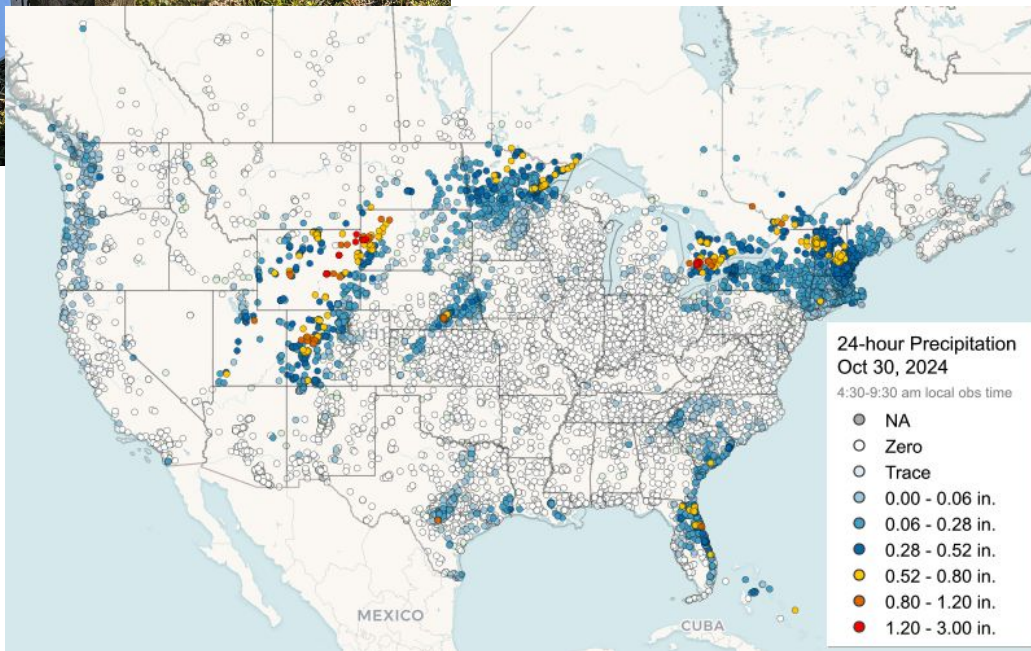 24-hour Precipitation
Oct 30, 2024
4:30-9:30 am local obs time
NA
Zero
Trace
0.00 - 0.06 in.
0.06 - 0.28 in.
0.28 - 0.52 in.
0.52 - 0.80 in.
0.80 - 1.20 in.
1.20 - 3.00 in.
MEXICO
CUBA